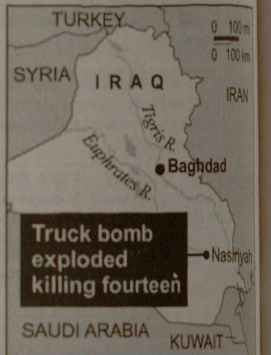 TURKEY
0 100 mi
0 100 km
SYRIA
IRAQ
IRAN
Tigris R.
Euphrates R.
Baghdad
Truck bomb
exploded
killing fourteen
Nasiriyah
SAUDI ARABIA
KUWAIT